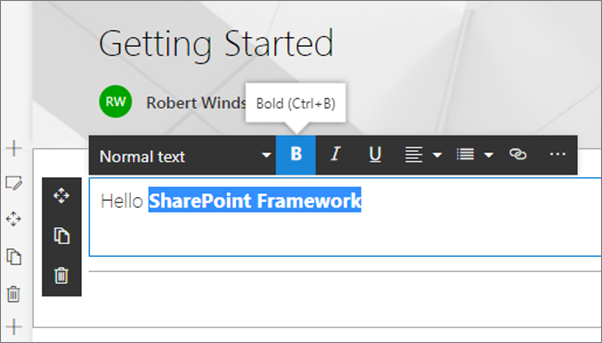 Getting Started
RW Robert Winds
Bold (Ctrl+B)
Normal text B I U
Hello SharePoint Framework